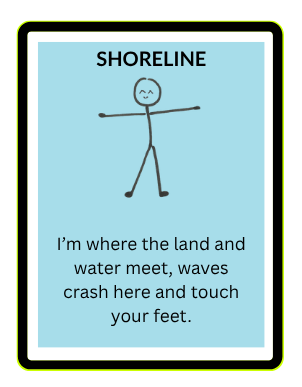 SHORELINE
I’m where the land and
water meet, waves
crash here and touch
your feet.